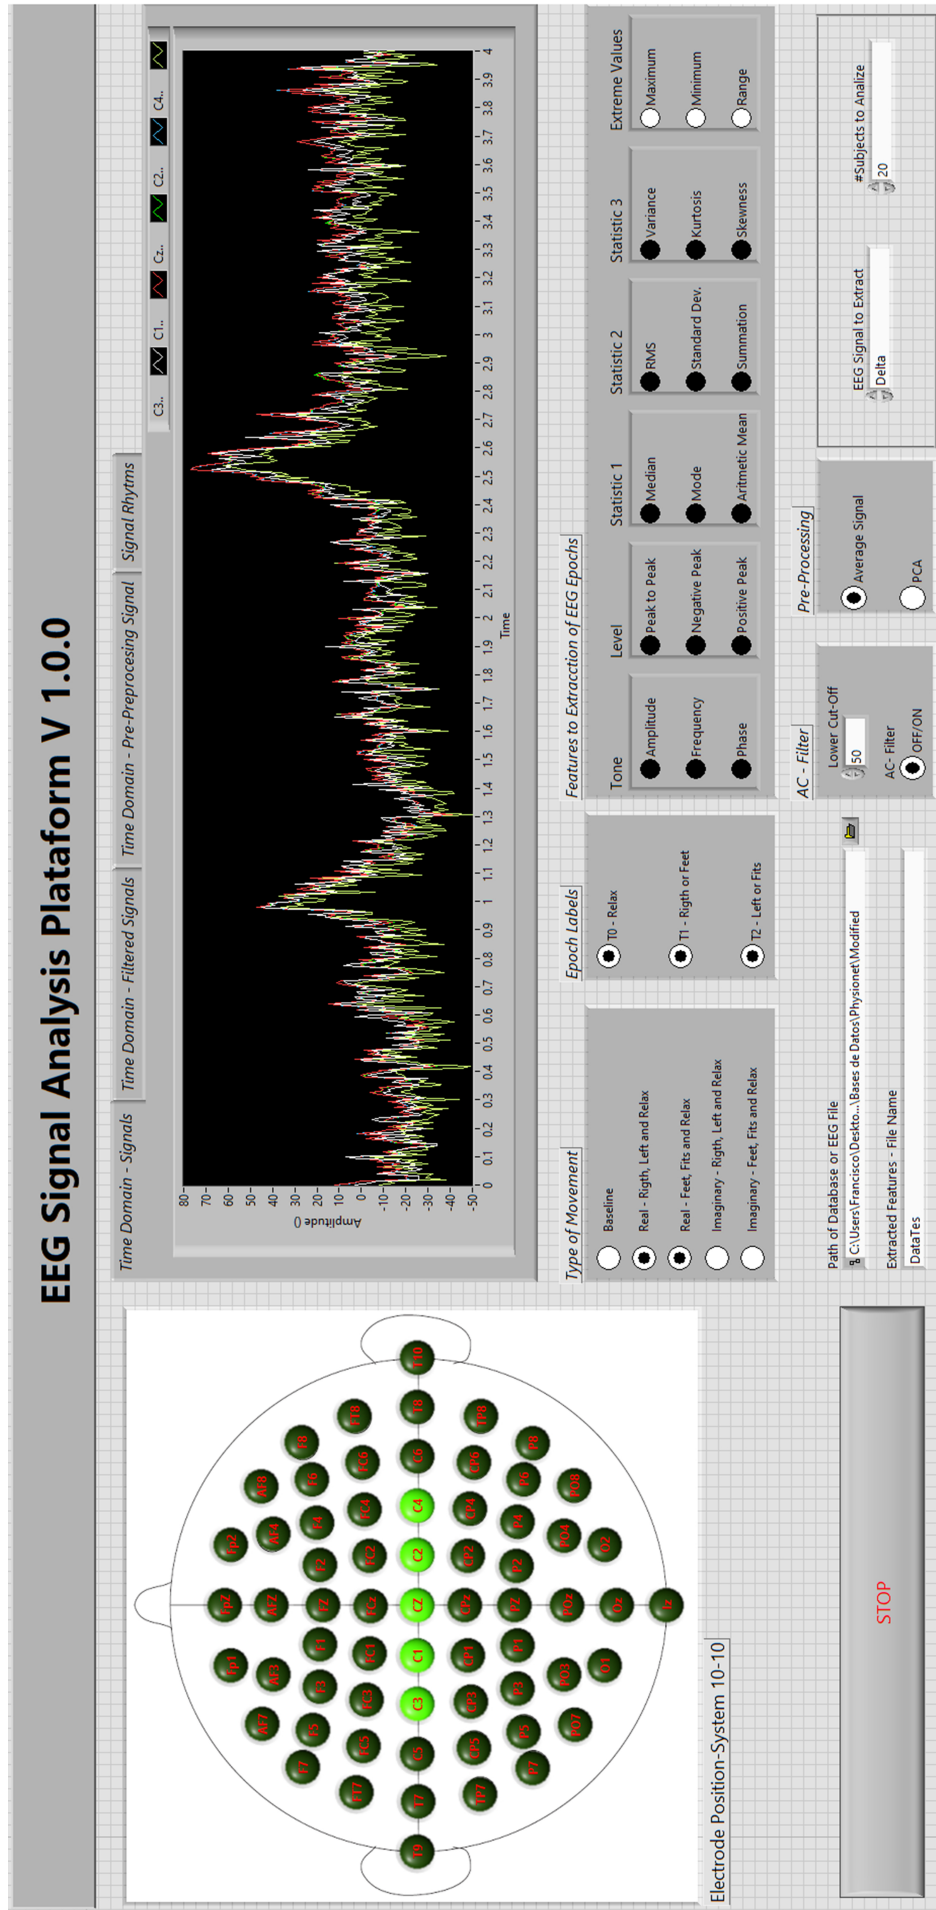 EEG Signal Analysis Plataform V 1.0.0
Time Domain - Signals
Time Domain - Filtered Signals
Time Domain - Pre-Preprocesing Signal
Signal Rhytms
C3..
C1..
Cz..
C2..
C4..
Amplitude ()
80
70
60
50
40
30
20
10
0
-10
-20
-30
-40
-50
0 0.1 0.2 0.3 0.4 0.5 0.6 0.7 0.8 0.9 1 1.1 1.2 1.3 1.4 1.5 1.6 1.7 1.8 1.9 2 2.1 2.2 2.3 2.4 2.5 2.6 2.7 2.8 2.9 3 3.1 3.2 3.3 3.4 3.5 3.6 3.7 3.8 3.9 4
Time
Fp1 FpZ Fp2
AF7 AF3 AFZ AF4 AF8
F7 F5 F3 F1 FZ F2 F4 F6 F8
FT7 FC5 FC3 FC1 FCz FC2 FC4 FC6 FT8
T9 T7 C5 C3 C1 CZ C2 C4 C6 T8 T10
TP7 CP5 CP3 CP1 CPz CP2 CP4 CP6 TP8
P7 P5 P3 P1 PZ P2 P4 P6 P8
PO7 PO3 POz PO4 PO8
O1 Oz O2
Iz
Electrode Position-System 10-10
STOP
Type of Movement
Baseline
Real - Rigth, Left and Relax
Real - Feet, Fits and Relax
Imaginary - Rigth, Left and Relax
Imaginary - Feet, Fits and Relax
Epoch Labels
T0 - Relax
T1 - Rigth or Feet
T2 - Left or Fits
Features to Extracction of EEG Epochs
Tone
Amplitude
Frequency
Phase
Level
Peak to Peak
Negative Peak
Positive Peak
Statistic 1
Median
Mode
Aritmetic Mean
Statistic 2
RMS
Standard Dev.
Summation
Statistic 3
Variance
Kurtosis
Skewness
Extreme Values
Maximum
Minimum
Range
Path of Database or EEG File
C:\Users\Francisco\Deskto...\Bases de Datos\Physionet\Modified
Extracted Features - File Name
DataTes
AC - Filter
Lower Cut-Off
50
AC- Filter
OFF/ON
Pre-Processing
Average Signal
PCA
EEG Signal to Extract
Delta
#Subjects to Analize
20